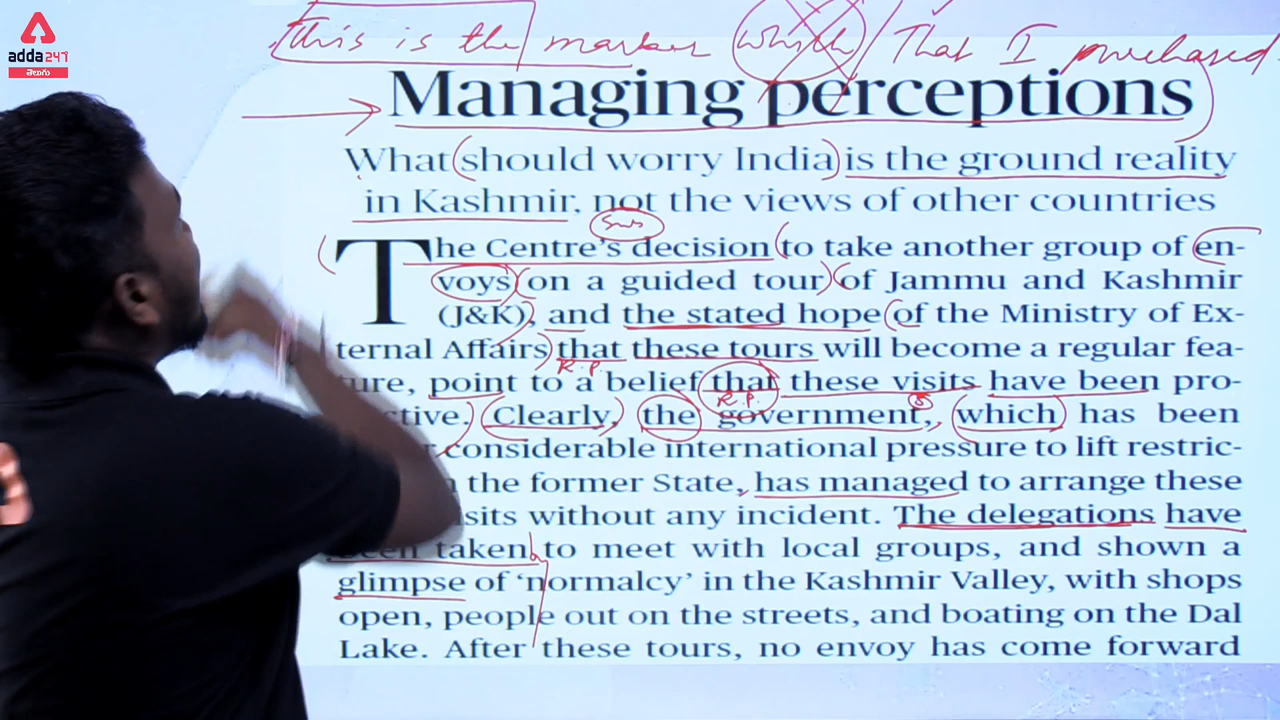 adda247
తెలుగు
This is the marker which / That I purchased.
Managing perceptions
What (should worry India) is the ground reality
in Kashmir, not the views of other countries
Sub
The Centre's decision (to take another group of en-
voys) (on a guided tour) (of Jammu and Kashmir
(J&K), and the stated hope (of the Ministry of Ex-
ternal Affairs) that these tours will become a regular fea-
R.P.
ture, point to a belief that these visits have been pro-
R.P. S
ctive. (Clearly,) the government, (which) has been
considerable international pressure to lift restric-
the former State, has managed to arrange these
sits without any incident. The delegations have
been taken to meet with local groups, and shown a
glimpse of 'normalcy' in the Kashmir Valley, with shops
open, people out on the streets, and boating on the Dal
Lake. After these tours, no envoy has come forward